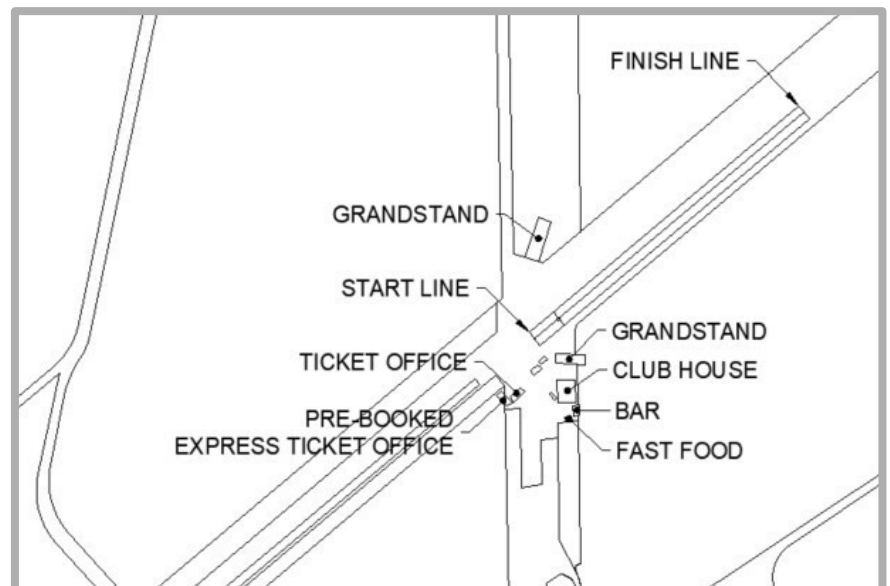 FINISH LINE
GRANDSTAND
START LINE
GRANDSTAND
TICKET OFFICE
CLUB HOUSE
PRE-BOOKED
EXPRESS TICKET OFFICE
BAR
FAST FOOD